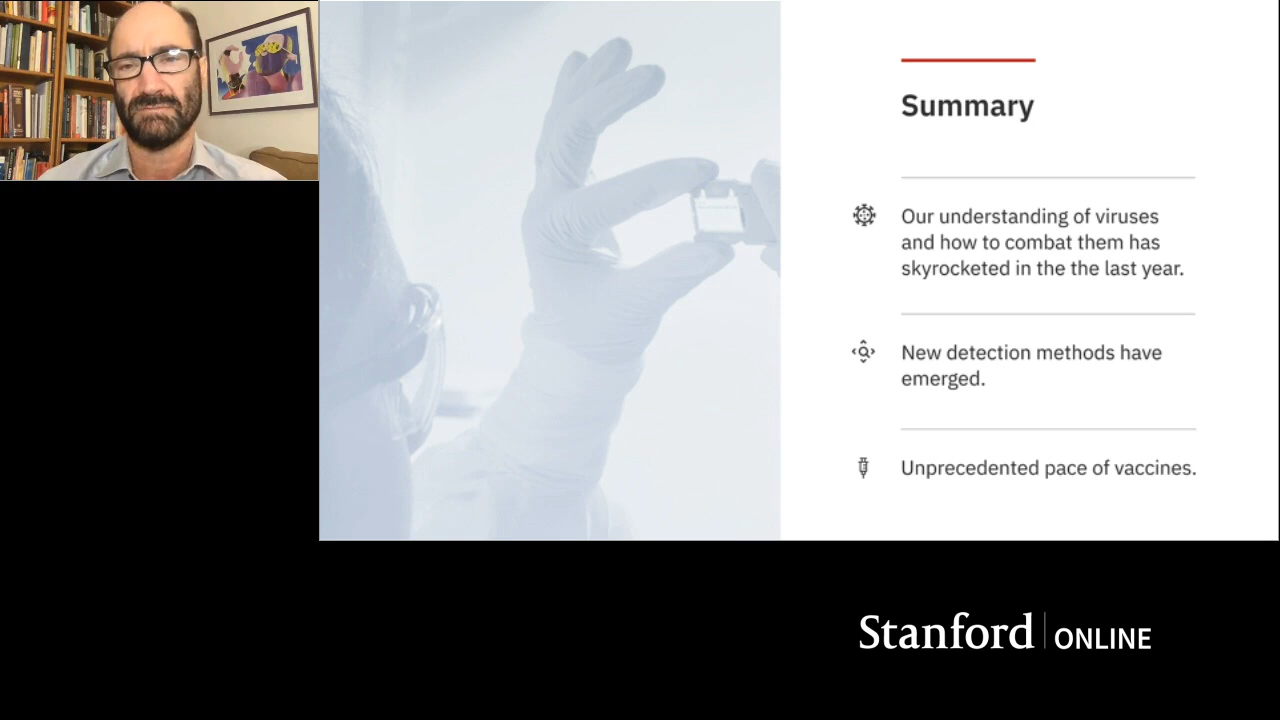 Summary
Our understanding of viruses
and how to combat them has
skyrocketed in the the last year.
New detection methods have
emerged.
Unprecedented pace of vaccines.
Stanford ONLINE